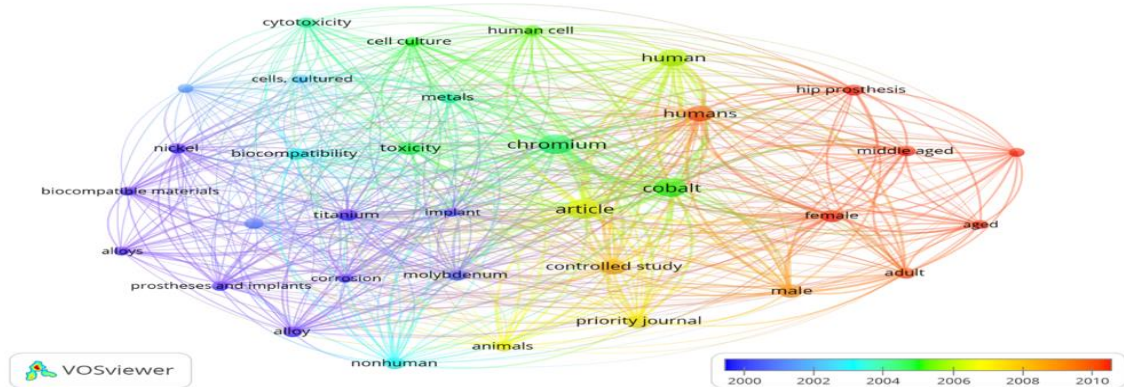 cytotoxicity
human cell
cell culture
human
cells, cultured
metals
hip prosthesis
humans
nickel
biocompatibility
toxicity
chromium
middle aged
biocompatible materials
cobalt
titanium
implant
article
female
aged
alloys
controlled study
adult
prostheses and implants
corrosion
molybdenum
male
alloy
priority journal
animals
nonhuman
VOSviewer
2000 2002 2004 2006 2008 2010